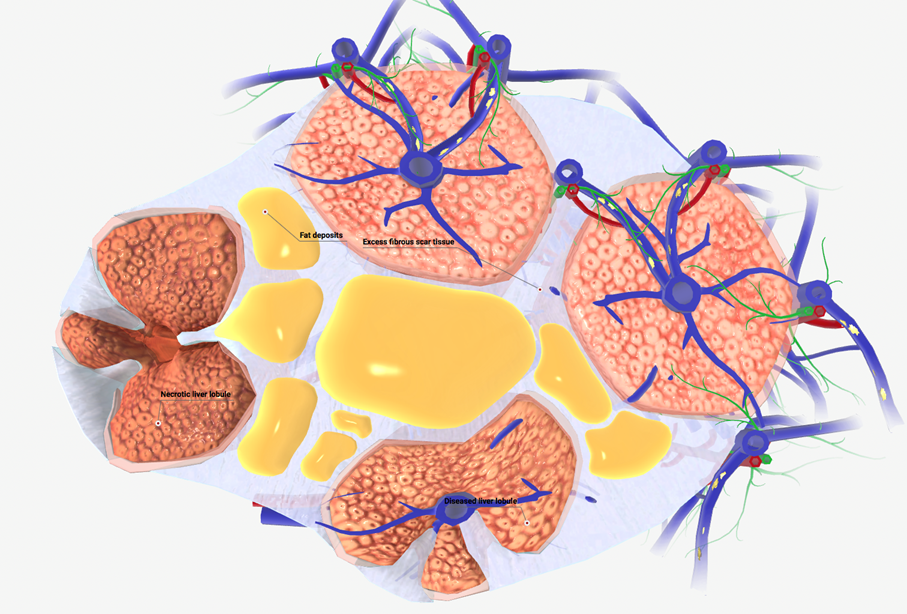 Fat deposits
Excess fibrous scar tissue
Necrotic liver lobule
Diseased liver lobule